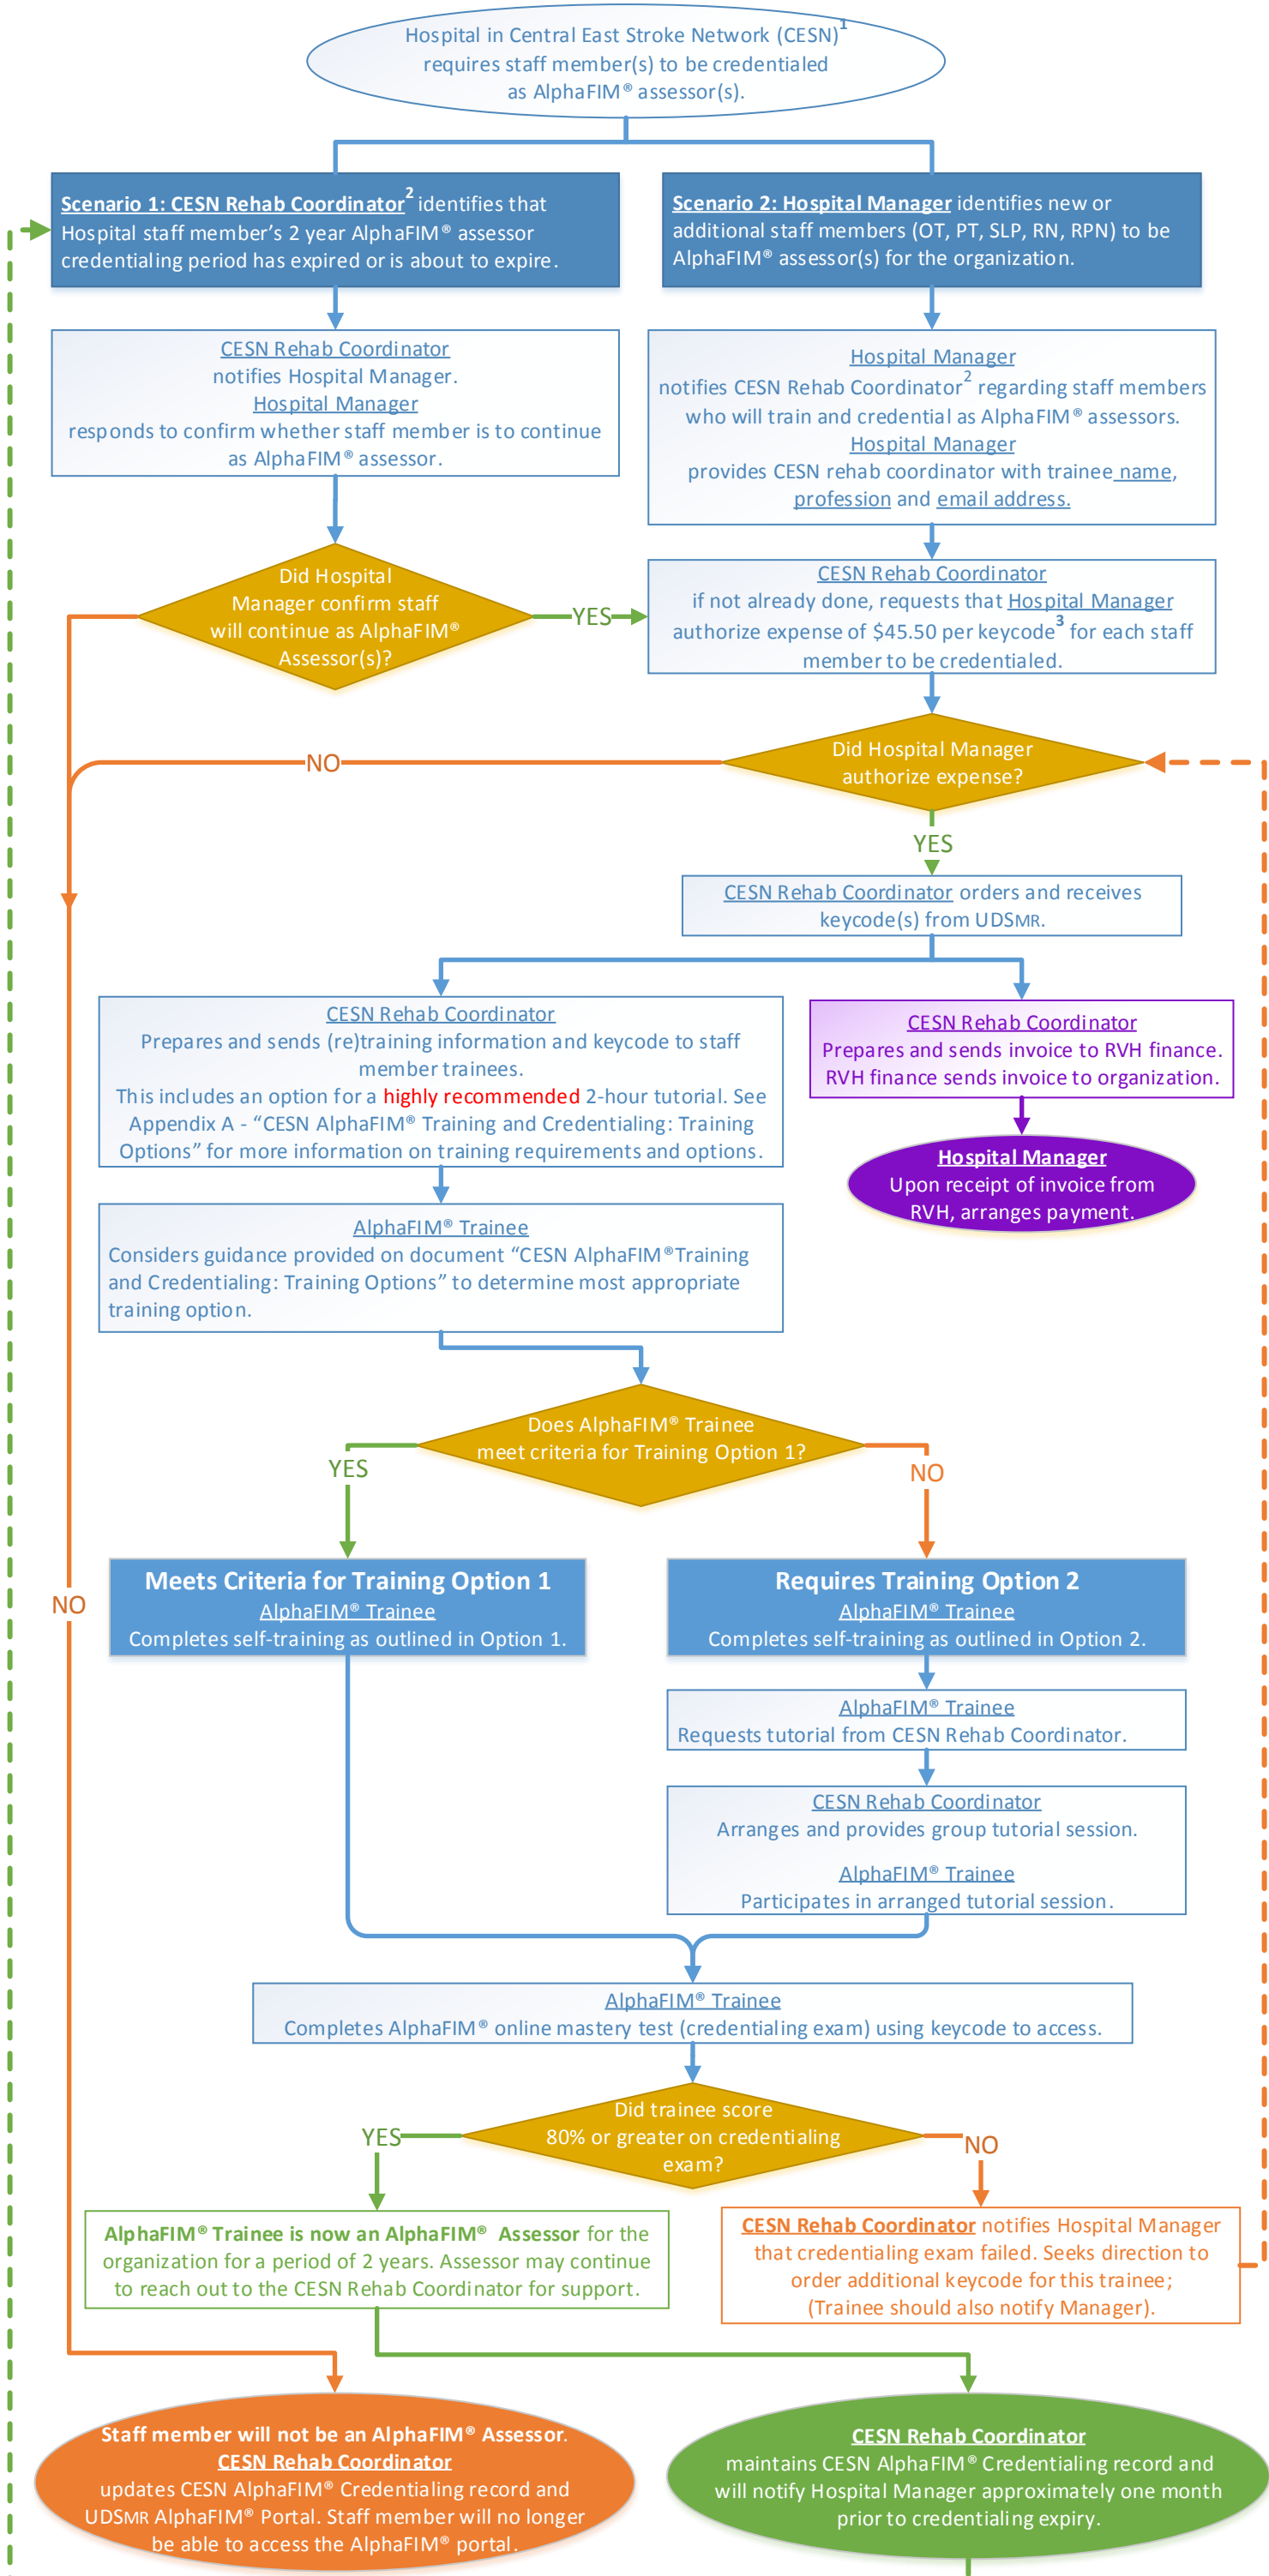 Hospital in Central East Stroke Network (CESN)1
requires staff member(s) to be credentialed
as AlphaFIM® assessor(s).
Scenario 1: CESN Rehab Coordinator2 identifies that
Hospital staff member's 2 year AlphaFIM® assessor
credentialing period has expired or is about to expire.
Scenario 2: Hospital Manager identifies new or
additional staff members (OT, PT, SLP, RN, RPN) to be
AlphaFIM® assessor(s) for the organization.
CESN Rehab Coordinator
notifies Hospital Manager.
Hospital Manager
responds to confirm whether staff member is to continue
as AlphaFIM® assessor.
Hospital Manager
notifies CESN Rehab Coordinator2 regarding staff members
who will train and credential as AlphaFIM® assessors.
Hospital Manager
provides CESN rehab coordinator with trainee name,
profession and email address.
Did Hospital
Manager confirm staff
will continue as AlphaFIM®
Assessor(s)?
YES
CESN Rehab Coordinator
if not already done, requests that Hospital Manager
authorize expense of $45.50 per keycode3 for each staff
member to be credentialed.
Did Hospital Manager
authorize expense?
NO
YES
CESN Rehab Coordinator orders and receives
keycode(s) from UDSMR.
CESN Rehab Coordinator
Prepares and sends (re)training information and keycode to staff
member trainees.
This includes an option for a highly recommended 2-hour tutorial. See
Appendix A - “CESN AlphaFIM® Training and Credentialing: Training
Options” for more information on training requirements and options.
CESN Rehab Coordinator
Prepares and sends invoice to RVH finance.
RVH finance sends invoice to organization.
Hospital Manager
Upon receipt of invoice from
RVH, arranges payment.
AlphaFIM® Trainee
Considers guidance provided on document “CESN AlphaFIM®Training
and Credentialing: Training Options” to determine most appropriate
training option.
Does AlphaFIM® Trainee
meet criteria for Training Option 1?
YES
NO
Meets Criteria for Training Option 1
AlphaFIM® Trainee
Completes self-training as outlined in Option 1.
Requires Training Option 2
AlphaFIM® Trainee
Completes self-training as outlined in Option 2.
NO
AlphaFIM® Trainee
Requests tutorial from CESN Rehab Coordinator.
CESN Rehab Coordinator
Arranges and provides group tutorial session.
AlphaFIM® Trainee
Participates in arranged tutorial session.
AlphaFIM® Trainee
Completes AlphaFIM® online mastery test (credentialing exam) using keycode to access.
Did trainee score
80% or greater on credentialing
exam?
YES
NO
AlphaFIM® Trainee is now an AlphaFIM® Assessor for the
organization for a period of 2 years. Assessor may continue
to reach out to the CESN Rehab Coordinator for support.
CESN Rehab Coordinator notifies Hospital Manager
that credentialing exam failed. Seeks direction to
order additional keycode for this trainee;
(Trainee should also notify Manager).
Staff member will not be an AlphaFIM® Assessor.
CESN Rehab Coordinator
updates CESN AlphaFIM® Credentialing record and
UDSMR AlphaFIM® Portal. Staff member will no longer
be able to access the AlphaFIM® portal.
CESN Rehab Coordinator
maintains CESN AlphaFIM® Credentialing record and
will notify Hospital Manager approximately one month
prior to credentialing expiry.